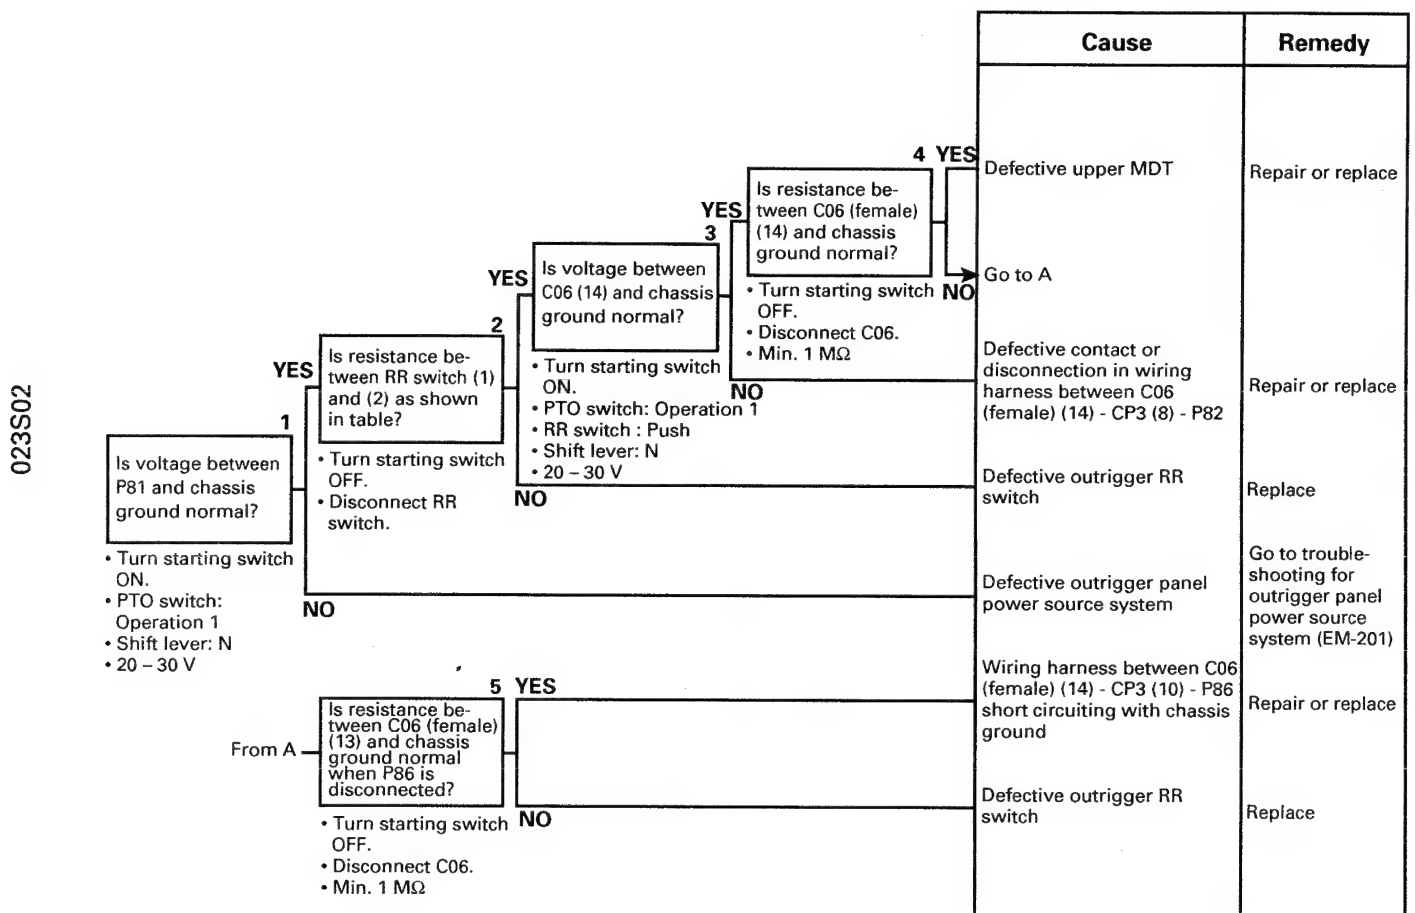 Cause
Remedy
4 YES
Is resistance be-
tween C06 (female)
(14) and chassis
ground normal?
• Turn starting switch
OFF.
• Disconnect C06.
• Min. 1 MΩ
NO
Defective upper MDT
Repair or replace
Go to A
YES
3
Is voltage between
C06 (14) and chassis
ground normal?
• Turn starting switch
ON.
• PTO switch: Operation 1
• RR switch : Push
• Shift lever: N
• 20 – 30 V
NO
Defective contact or
disconnection in wiring
harness between C06
(female) (14) - CP3 (8) - P82
Repair or replace
YES
2
Is resistance be-
tween RR switch (1)
and (2) as shown
in table?
• Turn starting switch
OFF.
• Disconnect RR
switch.
NO
Defective outrigger RR
switch
Replace
YES
1
Is voltage between
P81 and chassis
ground normal?
• Turn starting switch
ON.
• PTO switch:
Operation 1
• Shift lever: N
• 20 – 30 V
NO
Defective outrigger panel
power source system
Go to trouble-
shooting for
outrigger panel
power source
system (EM-201)
023S02
From A
5 YES
Is resistance be-
tween C06 (female)
(13) and chassis
ground normal
when P86 is
disconnected?
• Turn starting switch
OFF.
• Disconnect C06.
• Min. 1 MΩ
NO
Wiring harness between C06
(female) (14) - CP3 (10) - P86
short circuiting with chassis
ground
Repair or replace
Defective outrigger RR
switch
Replace